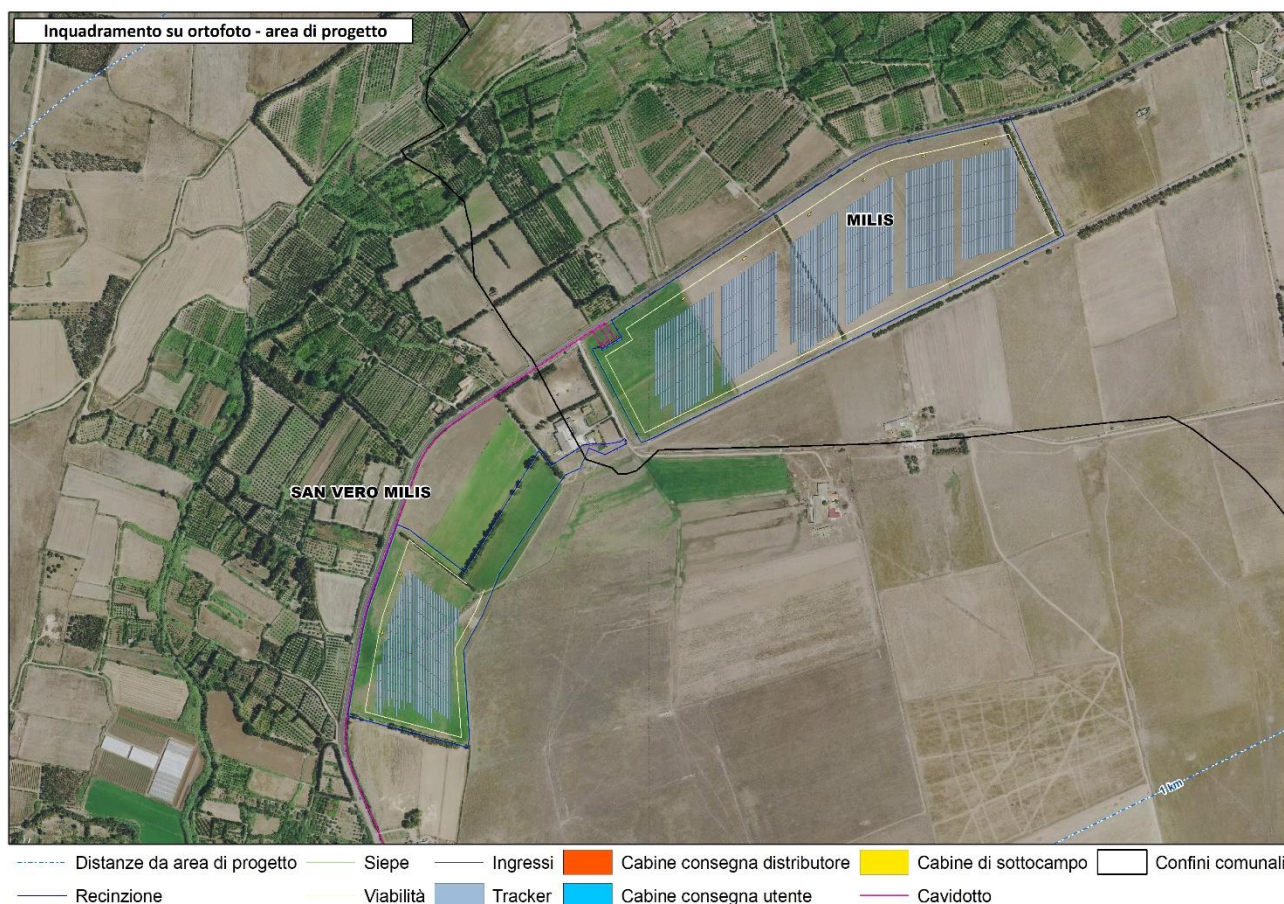 Inquadramento su ortofoto - area di progetto
MILIS
SAN VERO MILIS
1 km
Distanze da area di progetto
Siepe
Ingressi
Cabine consegna distributore
Cabine di sottocampo
Confini comunali
Recinzione
Viabilità
Tracker
Cabine consegna utente
Cavidotto